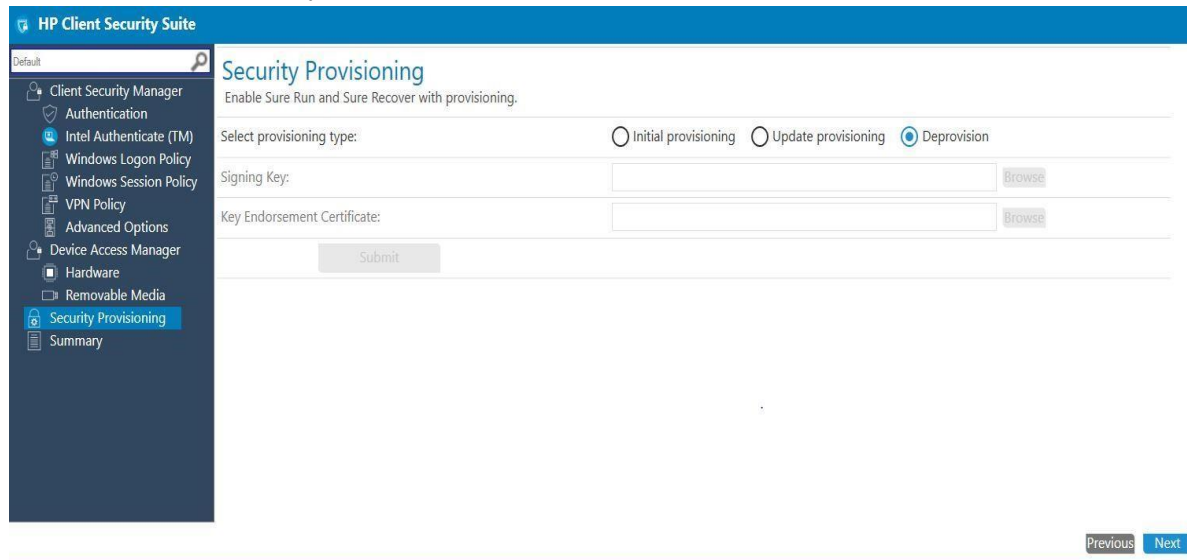 HP Client Security Suite
Default
Client Security Manager
Authentication
Intel Authenticate (TM)
Windows Logon Policy
Windows Session Policy
VPN Policy
Advanced Options
Device Access Manager
Hardware
Removable Media
Security Provisioning
Summary
Security Provisioning
Enable Sure Run and Sure Recover with provisioning.
Select provisioning type: Initial provisioning Update provisioning Deprovision
Signing Key: Browse
Key Endorsement Certificate: Browse
Submit
Previous Next